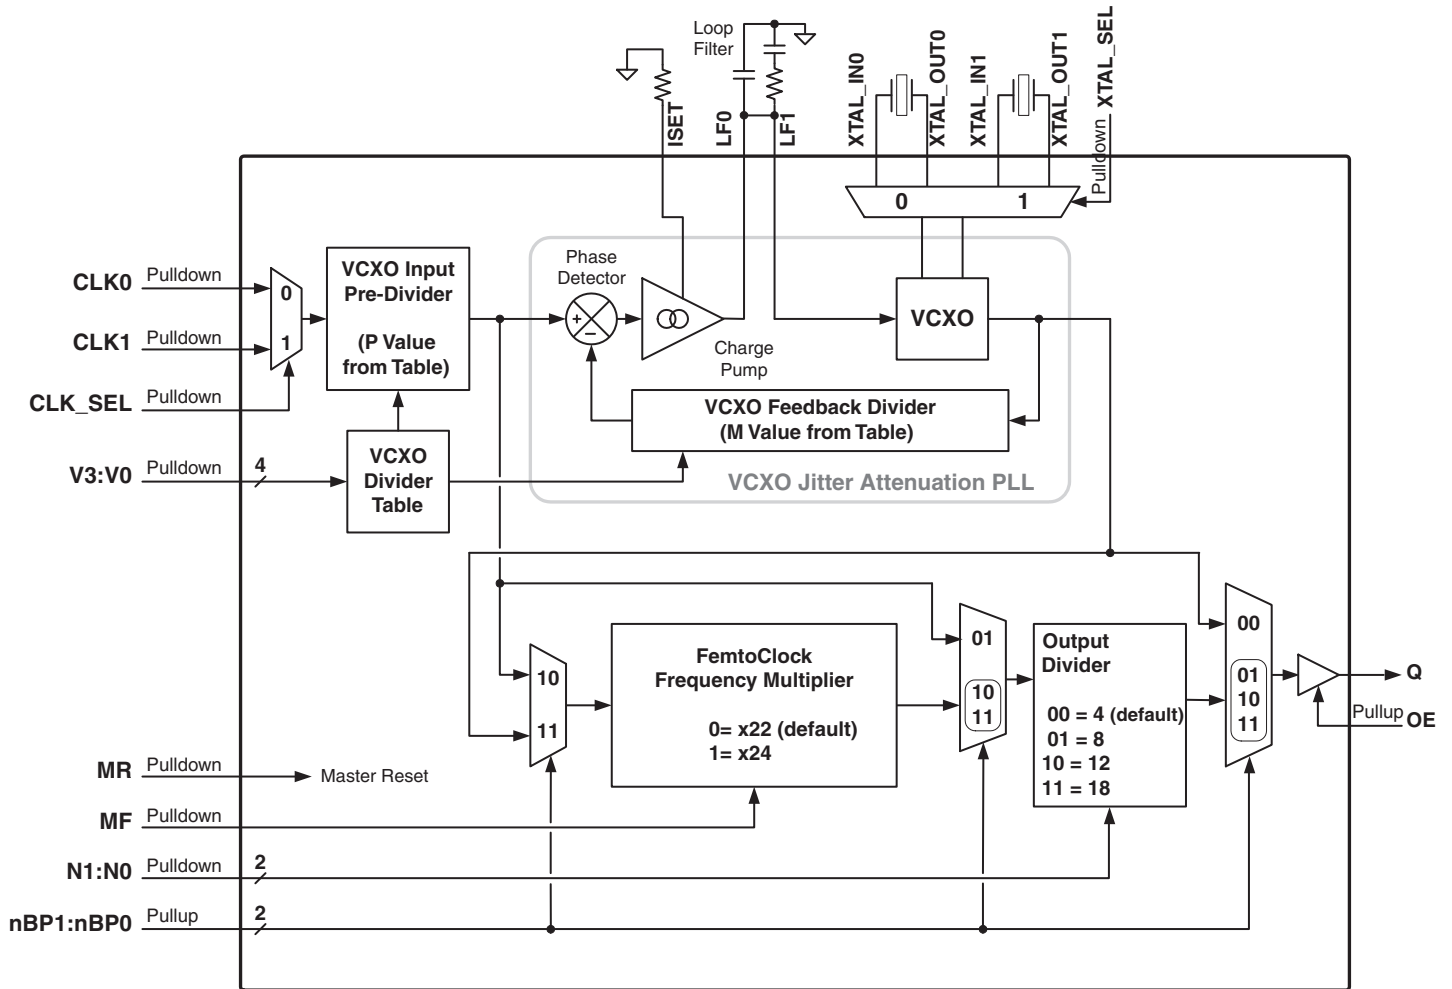 Loop
Filter
ISET
LF0
LF1
XTAL_IN0
XTAL_OUT0
XTAL_IN1
XTAL_OUT1
Pulldown XTAL_SEL
0
1
CLK0 Pulldown
CLK1 Pulldown
CLK_SEL Pulldown
V3:V0 Pulldown
4
0
1
VCXO Input
Pre-Divider
(P Value
from Table)
VCXO
Divider
Table
Phase
Detector
+
−
Charge
Pump
VCXO
VCXO Feedback Divider
(M Value from Table)
VCXO Jitter Attenuation PLL
10
11
FemtoClock
Frequency Multiplier
0= x22 (default)
1= x24
01
10
11
Output
Divider
00 = 4 (default)
01 = 8
10 = 12
11 = 18
00
01
10
11
Q
Pullup OE
MR Pulldown
Master Reset
MF Pulldown
N1:N0 Pulldown
2
nBP1:nBP0 Pullup
2